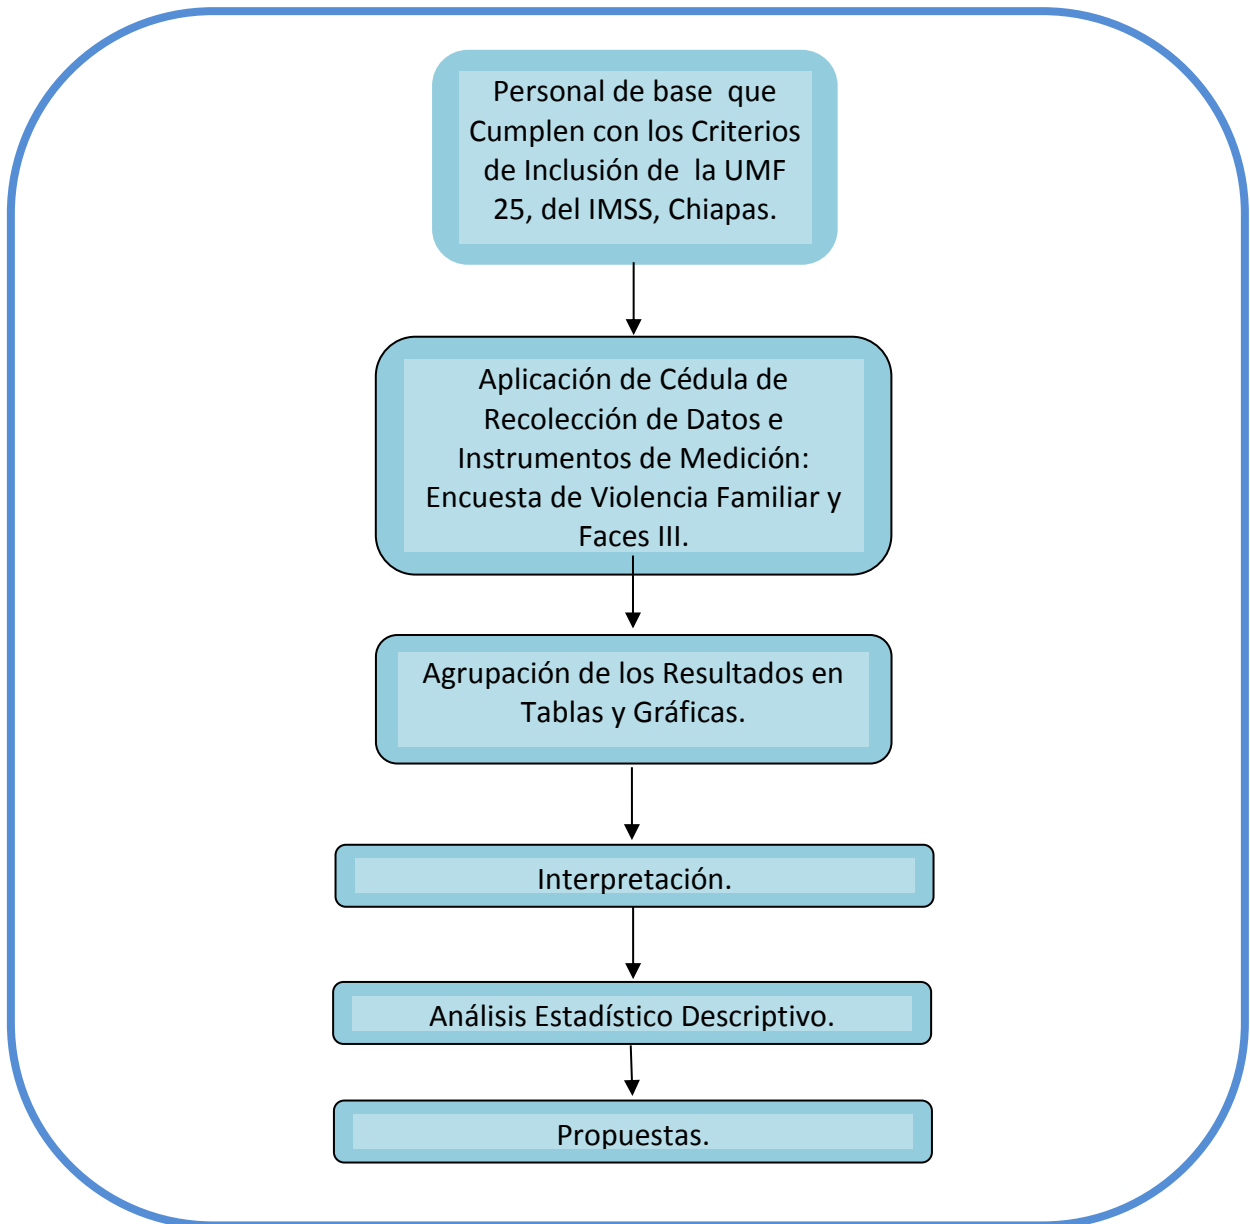 Personal de base  que
Cumplen con los Criterios
de Inclusión de  la UMF
25, del IMSS, Chiapas.
Aplicación de Cédula de
Recolección de Datos e
Instrumentos de Medición:
Encuesta de Violencia Familiar y
Faces III.
Agrupación de los Resultados en
Tablas y Gráficas.
Interpretación.
Análisis Estadístico Descriptivo.
Propuestas.